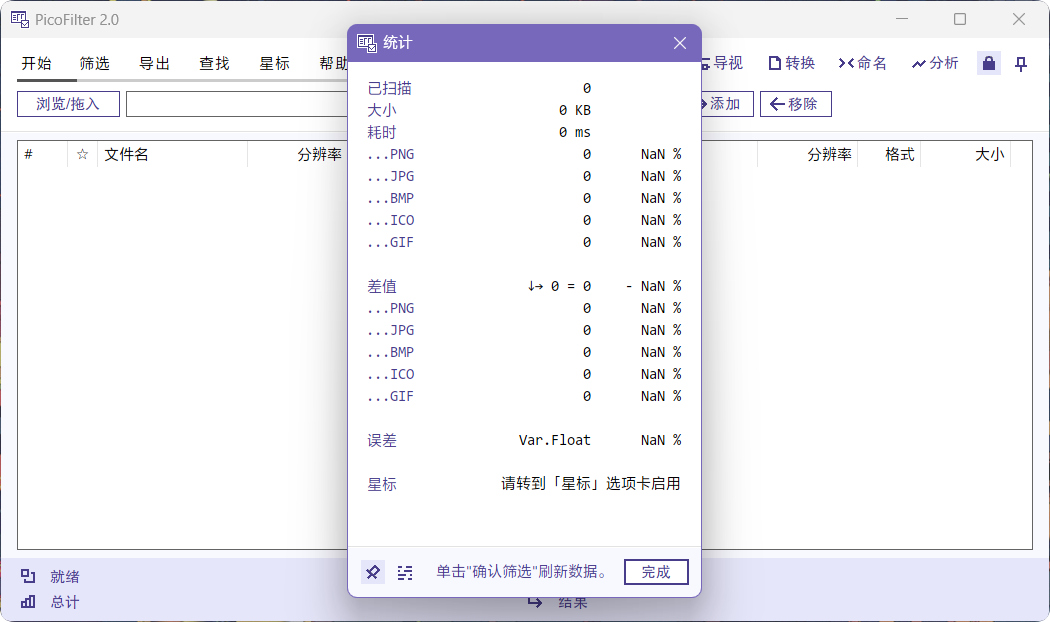 PicoFilter 2.0
统计
开始 筛选 导出 查找 星标 帮助 导视 转换 命名 分析
浏览/拖入 添加 移除
# ☆ 文件名 分辨率 分辨率 格式 大小
已扫描 0
大小 0 KB
耗时 0 ms
...PNG 0 NaN %
...JPG 0 NaN %
...BMP 0 NaN %
...ICO 0 NaN %
...GIF 0 NaN %
差值 ↓→ 0 = 0 - NaN %
...PNG 0 NaN %
...JPG 0 NaN %
...BMP 0 NaN %
...ICO 0 NaN %
...GIF 0 NaN %
误差 Var.Float NaN %
星标 请转到「星标」选项卡启用
单击"确认筛选"刷新数据。 完成
就绪
总计 结果